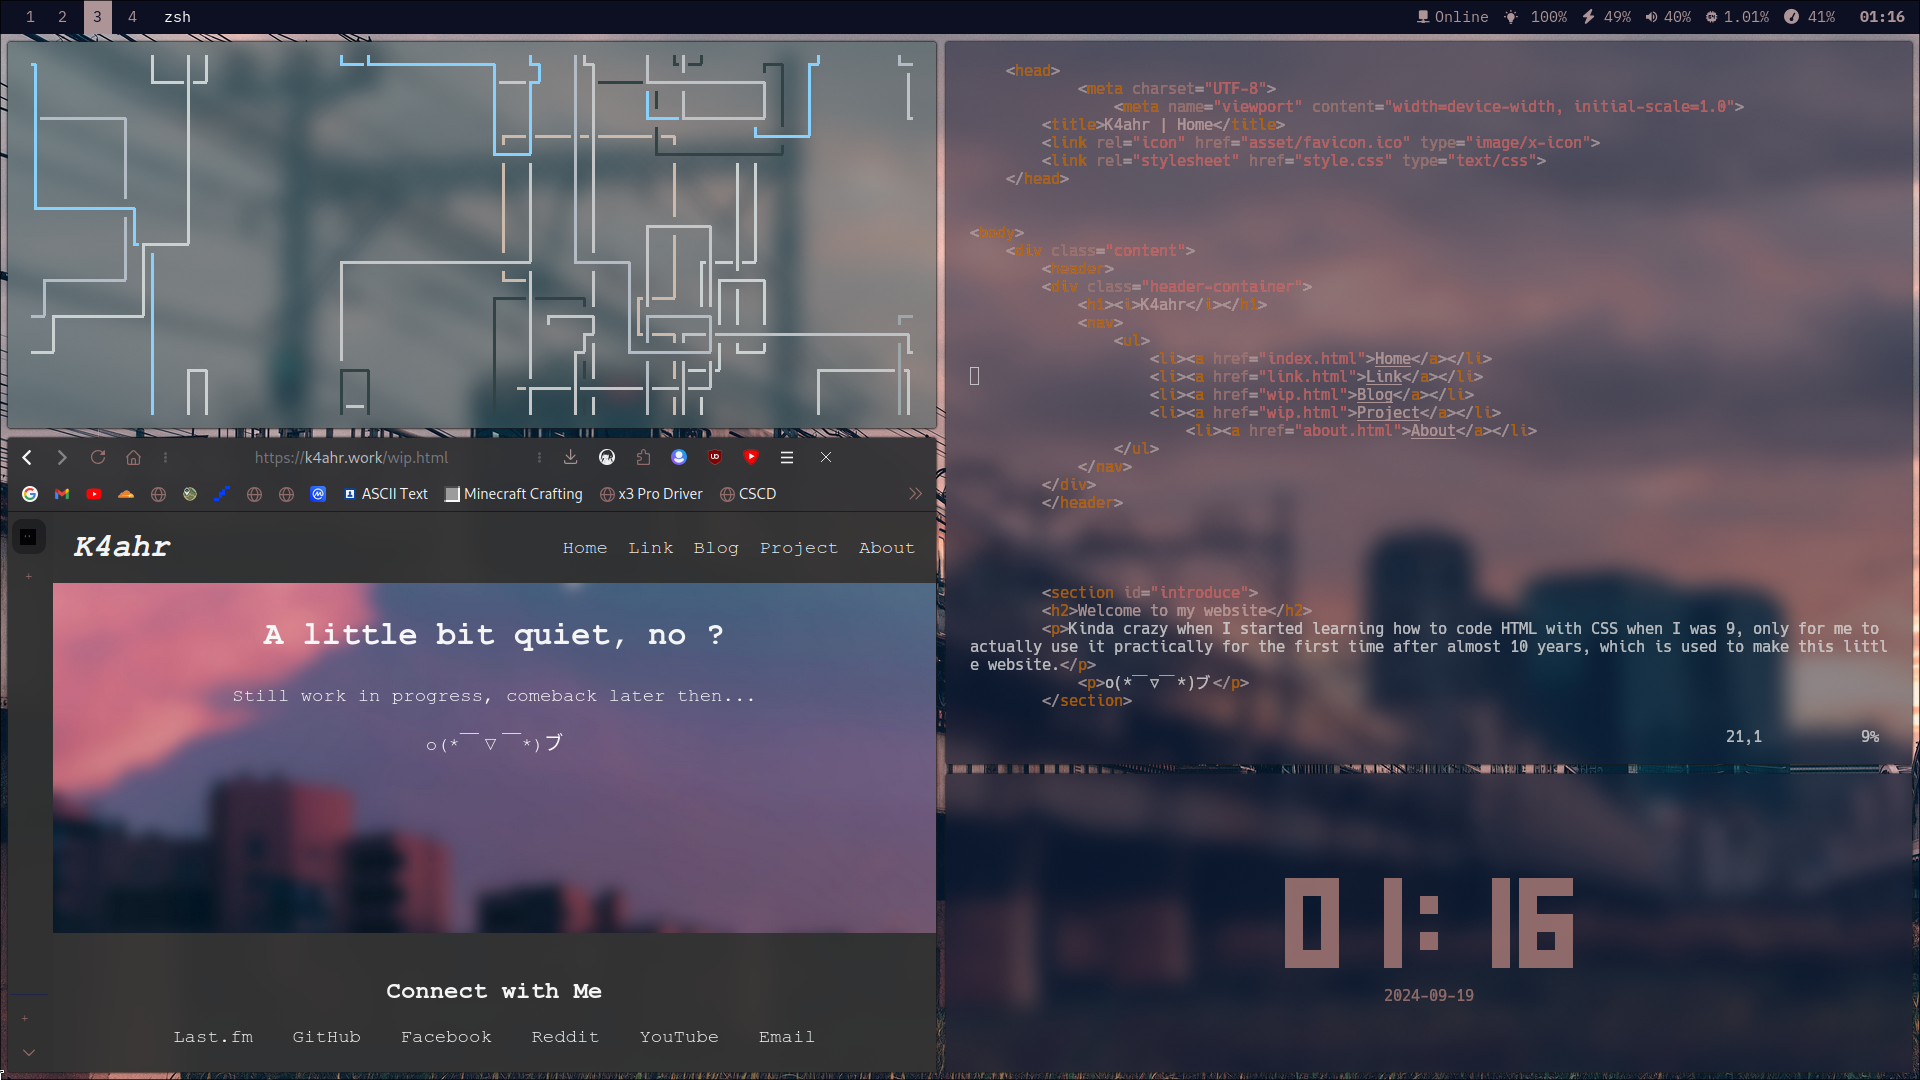 1 2 3 4 zsh
Online 100% 49% 40% 1.01% 41% 01:16
https://k4ahr.work/wip.html
ASCII Text Minecraft Crafting x3 Pro Driver CSCD
K4ahr
Home Link Blog Project About
A little bit quiet, no ?
Still work in progress, comeback later then...
o(*￣▽￣*)ブ
Connect with Me
Last.fm GitHub Facebook Reddit YouTube Email
<head>
<meta charset="UTF-8">
<meta name="viewport" content="width=device-width, initial-scale=1.0">
<title>K4ahr | Home</title>
<link rel="icon" href="asset/favicon.ico" type="image/x-icon">
<link rel="stylesheet" href="style.css" type="text/css">
</head>
<body>
<div class="content">
<header>
<div class="header-container">
<h1><i>K4ahr</i></h1>
<nav>
<ul>
<li><a href="index.html">Home</a></li>
<li><a href="link.html">Link</a></li>
<li><a href="wip.html">Blog</a></li>
<li><a href="wip.html">Project</a></li>
<li><a href="about.html">About</a></li>
</ul>
</nav>
</div>
</header>
<section id="introduce">
<h2>Welcome to my website</h2>
<p>Kinda crazy when I started learning how to code HTML with CSS when I was 9, only for me to
actually use it practically for the first time after almost 10 years, which is used to make this littl
e website.</p>
<p>o(*￣▽￣*)ブ</p>
</section>
21,1 9%
01:16
2024-09-19